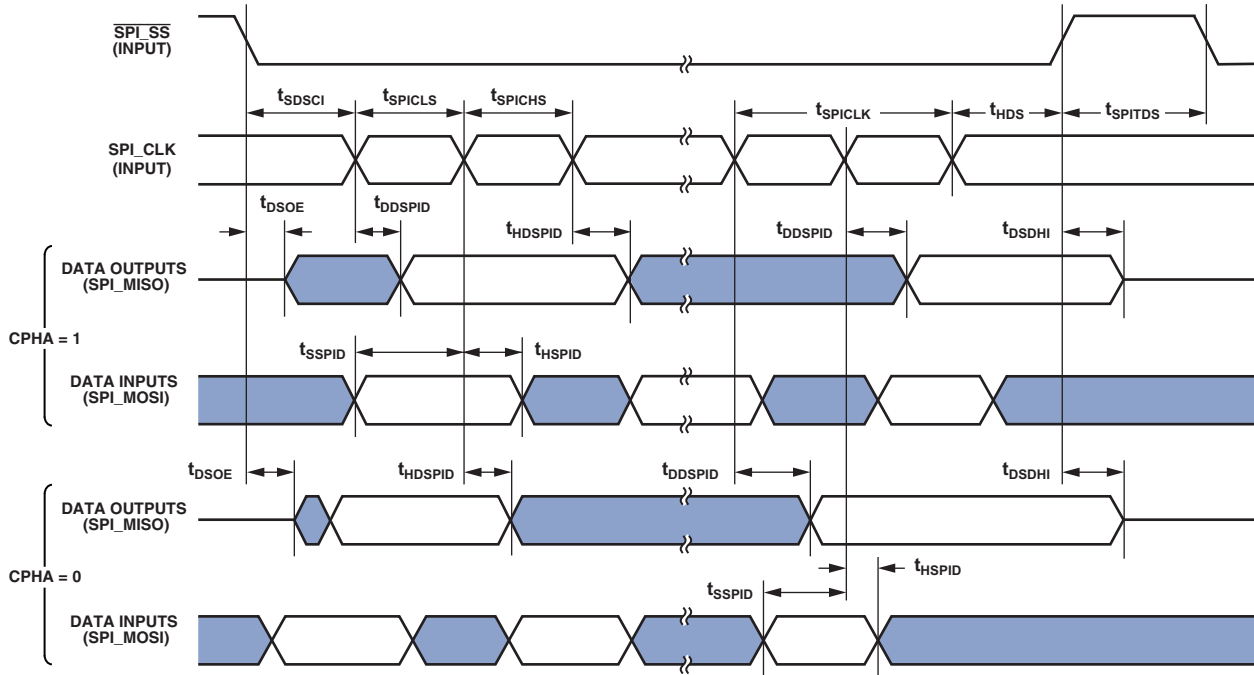 SPI_SS
(INPUT)
tSDSCI tSPICLS tSPICHS tSPICLK tHDS tSPITDS
SPI_CLK
(INPUT)
tDSOE tDDSPID tHDSPID tDDSPID tDSDHI
CPHA = 1
DATA OUTPUTS
(SPI_MISO)
tSSPID tHSPID
DATA INPUTS
(SPI_MOSI)
tDSOE tHDSPID tDDSPID tDSDHI
CPHA = 0
DATA OUTPUTS
(SPI_MISO)
tSSPID tHSPID
DATA INPUTS
(SPI_MOSI)